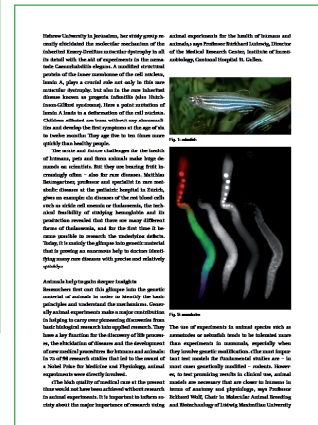 Hebrew University in Jerusalem, her study group re-
cently elucidated the molecular mechanism of the
inherited Emery-Dreifuss muscular dystrophy in all
its detail with the aid of experiments in the nema-
tode Caenorhabditis elegans. A modified structural
protein of the inner membrane of the cell nucleus,
lamin A, plays a crucial role not only in this rare
muscular dystrophy but also in the rare inherited
disease known as progeria infantilis (also Hutch-
inson-Gilford syndrome). Here a point mutation of
lamin A leads to a deformation of the cell nucleus.
Children affected are born without any abnormali-
ties and develop the first symptoms at the age of six
to twelve months: They age five to ten times more
quickly than healthy people.
The acute and future challenges for the health
of humans, pets and farm animals make large de-
mands on scientists. But they are bearing fruit in-
creasingly often – also for rare diseases. Matthias
Baumgartner, professor and specialist in rare met-
abolic diseases at the pediatric hospital in Zürich,
gives an example: «In diseases of the red blood cells
such as sickle cell anemia or thalassemia, the tech-
nical feasibility of studying hemoglobin and its
production revealed that there are many different
forms of thalassemia, and for the first time it be-
came possible to research the underlying defects.
Today, it is mainly the glimpse into genetic material
that is proving an enormous help to doctors identi-
fying many rare diseases with precise and relatively
quickly.»
Animals help to gain deeper insights
Researchers first cast this glimpse into the genetic
material of animals in order to identify the basic
principles and understand the mechanisms. Gener-
ally animal experiments make a major contribution
in helping to carry over pioneering discoveries from
basic biological research into applied research. They
have a key function for the discovery of life process-
es, the elucidation of diseases and the development
of new medical procedures for humans and animals:
In 75 of 98 research studies that led to the award of
a Nobel Prize for Medicine and Physiology, animal
experiments were directly involved.
«The high quality of medical care at the present
time would not have been achieved without research
in animal experiments. It is important to inform so-
ciety about the major importance of research using
animal experiments for the health of humans and
animals,» says Professor Burkhard Ludewig, Director
of the Medical Research Center, Institute of Immu-
nobiology, Cantonal Hospital St. Gallen.
Fig. 1: zebrafish
Fig. 2: nematodes
The use of experiments in animal species such as
nematodes or zebrafish tends to be tolerated more
than experiments in mammals, especially when
they involve genetic modification. «The most impor-
tant test models for fundamental studies are – in
most cases genetically modified – rodents. Howev-
er, to test promising results in clinical use, animal
models are necessary that are closer to humans in
terms of anatomy and physiology,» says Professor
Eckhard Wolf, Chair in Molecular Animal Breeding
and Biotechnology of Ludwig Maximilian University